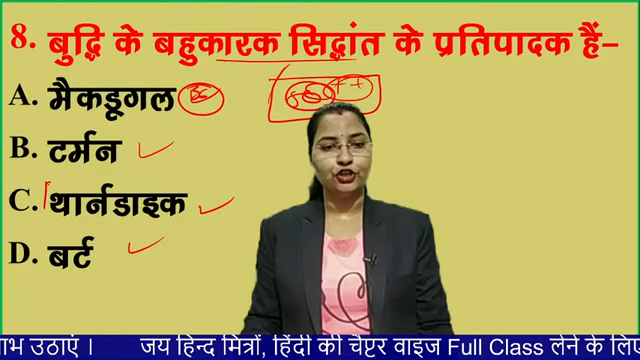 8. बुद्धि के बहुकारक सिद्धांत के प्रतिपादक हैं-
A. मैकडूगल
B. टर्मन
C. थार्नडाइक
D. बर्ट
ाभ उठाएं । जय हिन्द मित्रों, हिंदी की चैप्टर वाइज Full Class लेने के लि